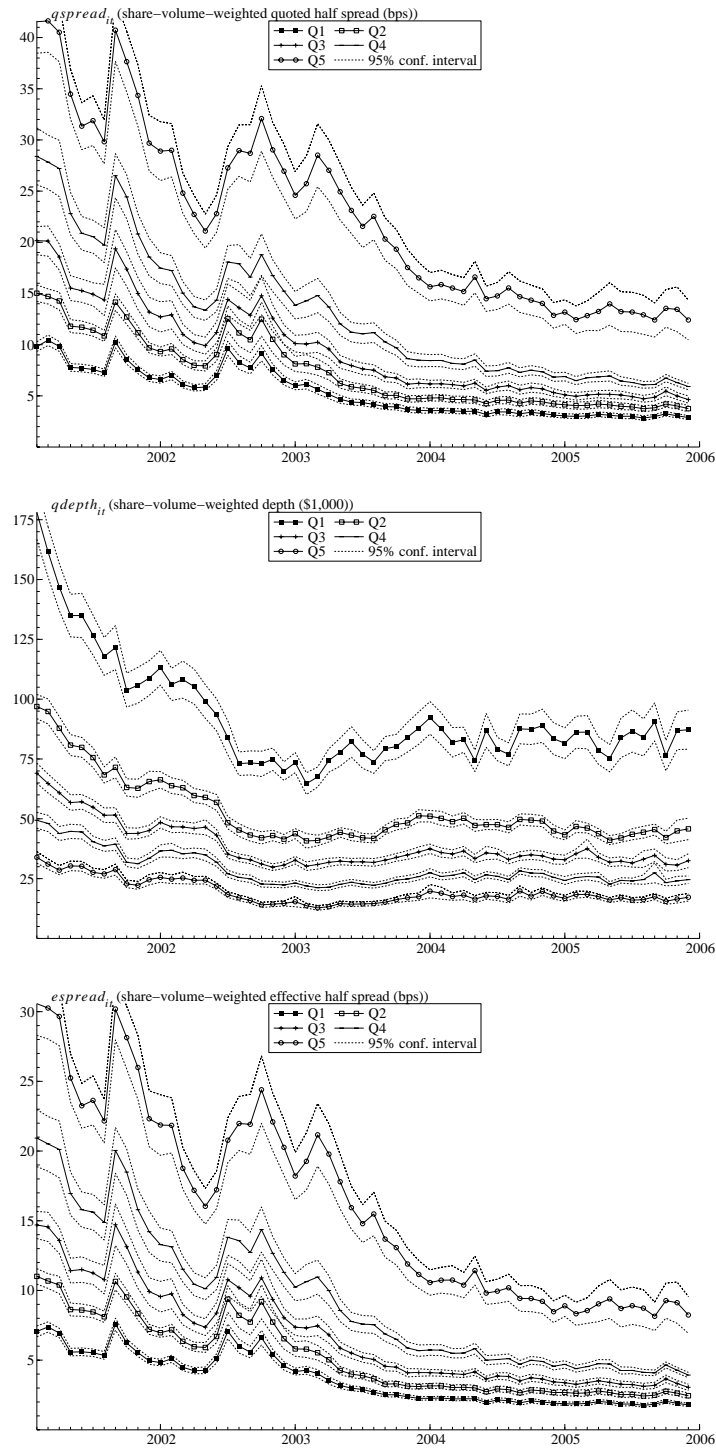 qspread_it (share−volume−weighted quoted half spread (bps))
Q1 Q2
Q3 Q4
Q5 95% conf. interval
40
35
30
25
20
15
10
5
2002 2003 2004 2005 2006
qdepth_it (share−volume−weighted depth ($1,000))
Q1 Q2
Q3 Q4
Q5 95% conf. interval
175
150
125
100
75
50
25
2002 2003 2004 2005 2006
espread_it (share−volume−weighted effective half spread (bps))
Q1 Q2
Q3 Q4
Q5 95% conf. interval
30
25
20
15
10
5
2002 2003 2004 2005 2006